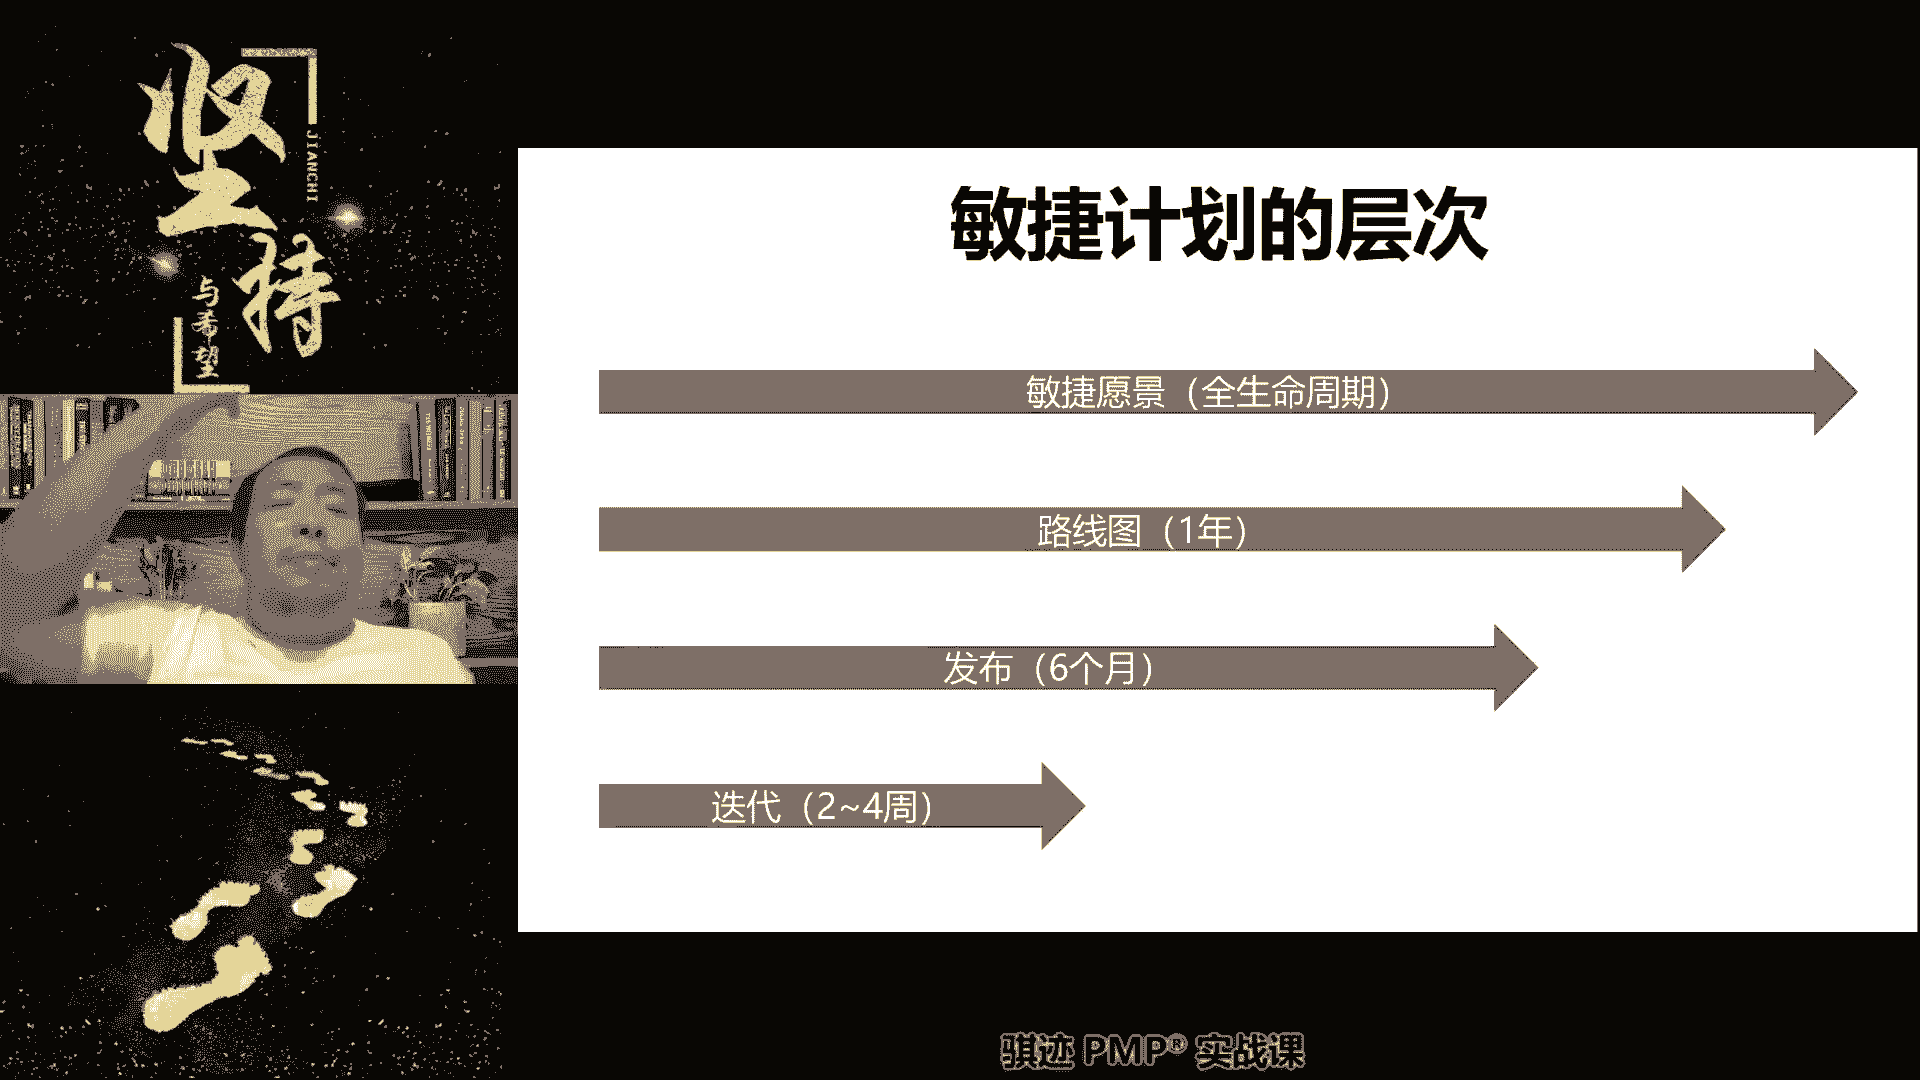 坚持
JIANCHI
与希望
敏捷计划的层次
敏捷愿景（全生命周期）
路线图（1年）
发布（6个月）
迭代（2~4周）
骐迹 PMP® 实战课